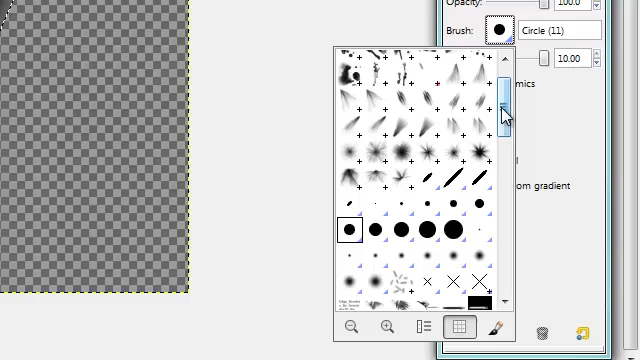 Opacity: 100.0
Brush: Circle (11)
10.00
mics
l
om gradient